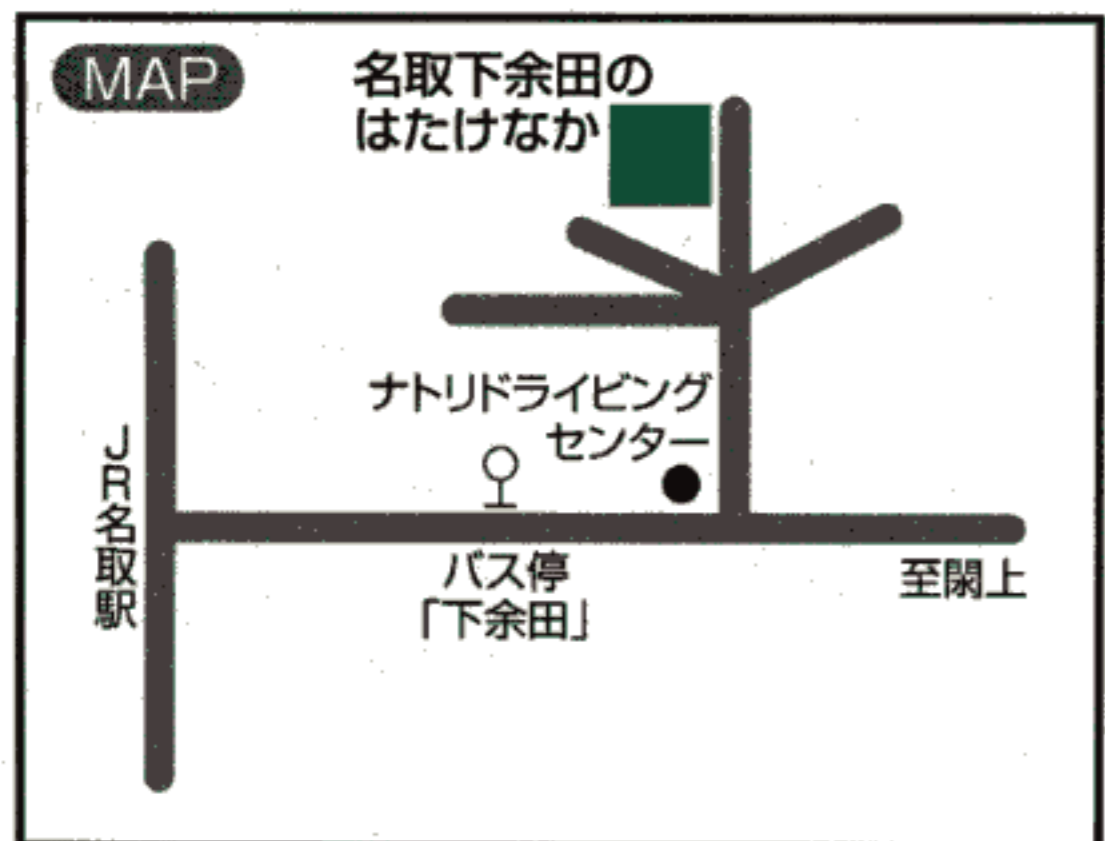 MAP
名取下余田の
はたけなか
ナトリドライビング
センター
JR名取駅
バス停
「下余田」
至閖上